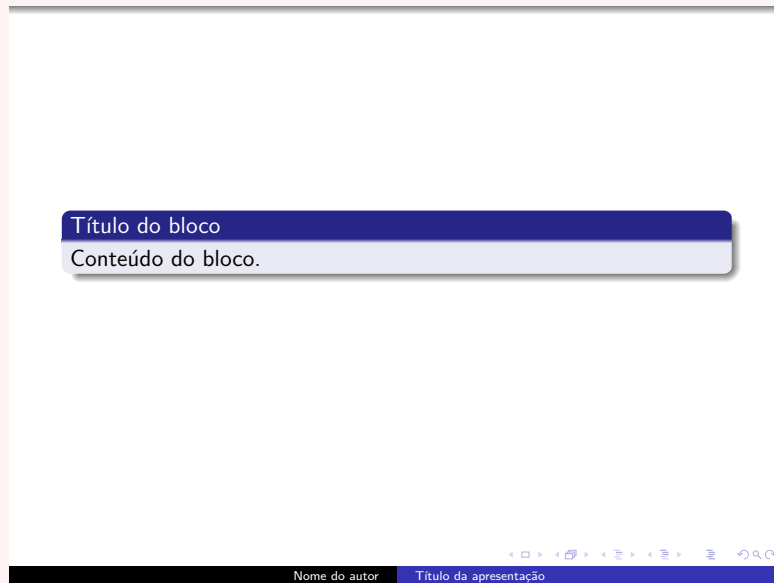 Título do bloco
Conteúdo do bloco.
Nome do autor
Título da apresentação